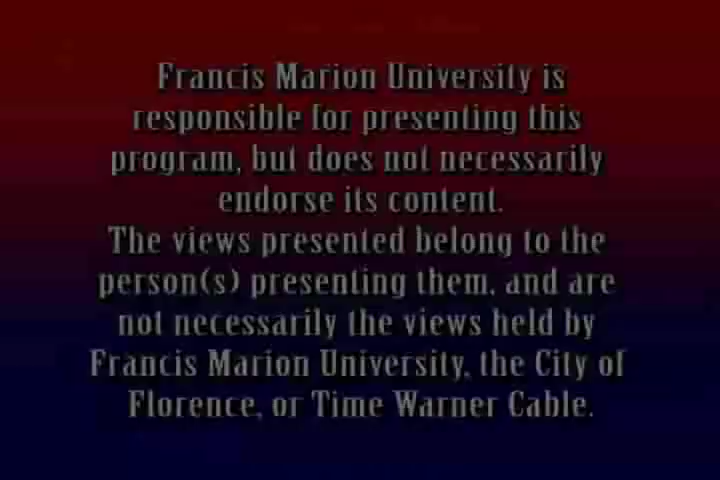 Francis Marion University is
responsible for presenting this
program, but does not necessarily
endorse its content.
The views presented belong to the
person(s) presenting them, and are
not necessarily the views held by
Francis Marion University, the City of
Florence, or Time Warner Cable.